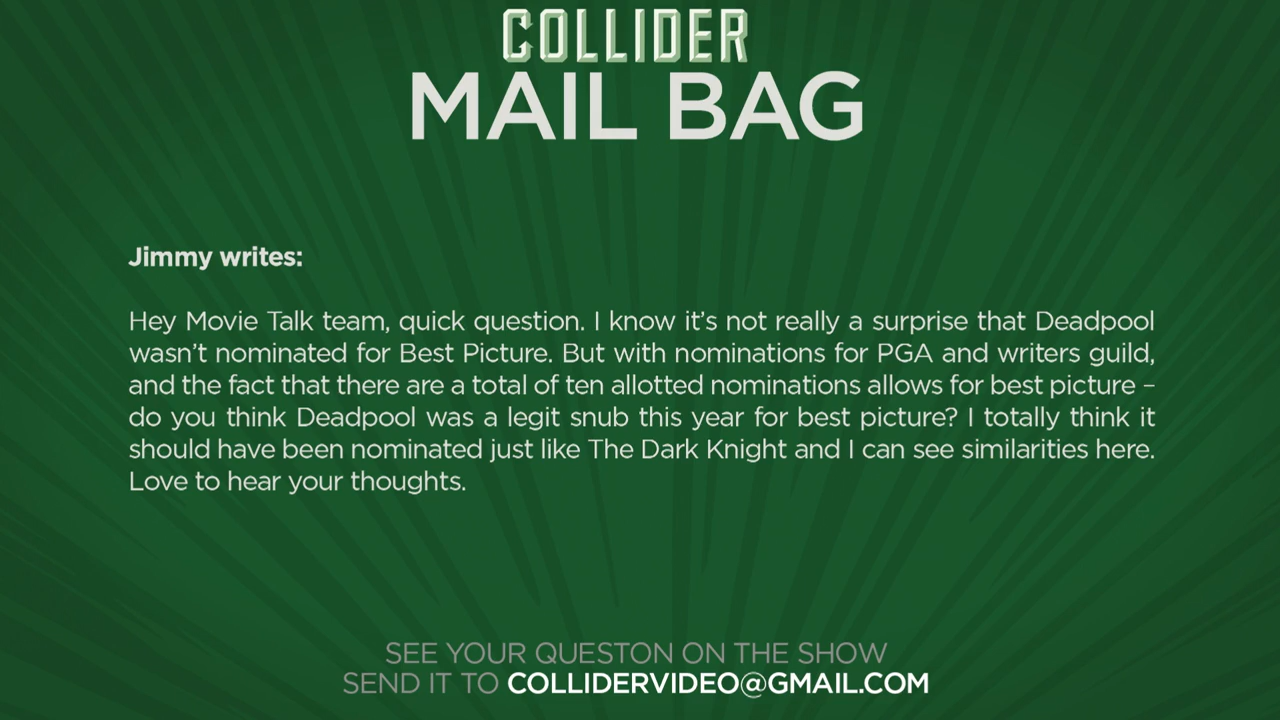 COLLIDER
MAIL BAG
Jimmy writes:
Hey Movie Talk team, quick question. I know it's not really a surprise that Deadpool
wasn't nominated for Best Picture. But with nominations for PGA and writers guild,
and the fact that there are a total of ten allotted nominations allows for best picture –
do you think Deadpool was a legit snub this year for best picture? I totally think it
should have been nominated just like The Dark Knight and I can see similarities here.
Love to hear your thoughts.
SEE YOUR QUESTON ON THE SHOW
SEND IT TO COLLIDERVIDEO@GMAIL.COM